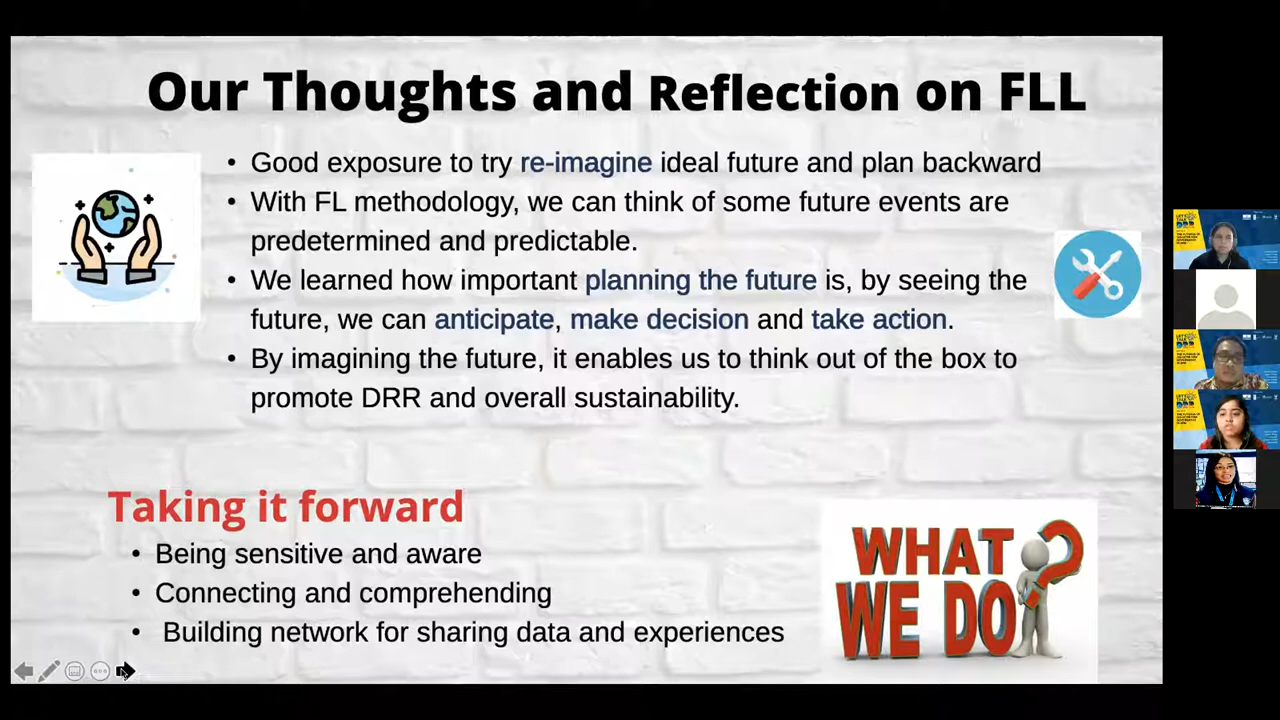 Our Thoughts and Reflection on FLL
• Good exposure to try re-imagine ideal future and plan backward
• With FL methodology, we can think of some future events are
predetermined and predictable.
• We learned how important planning the future is, by seeing the
future, we can anticipate, make decision and take action.
• By imagining the future, it enables us to think out of the box to
promote DRR and overall sustainability.
Taking it forward
• Being sensitive and aware
• Connecting and comprehending
• Building network for sharing data and experiences
WHAT
WE DO?